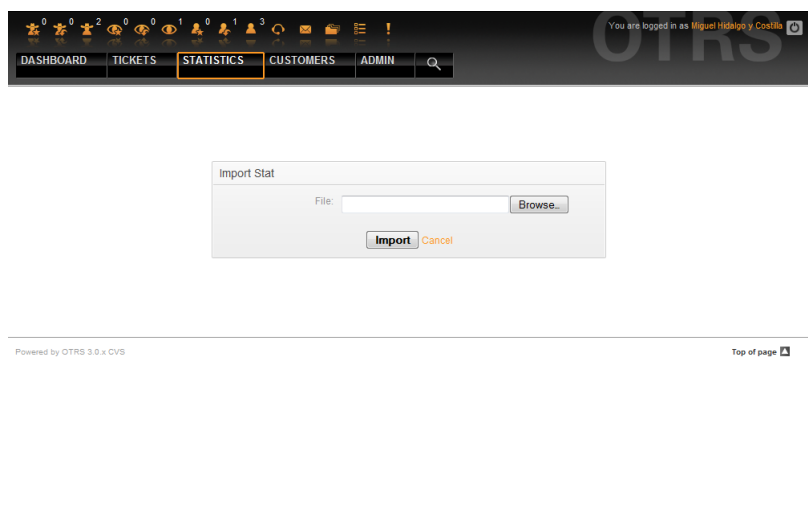 0 0 2 0 0 1 0 1 3
You are logged in as Miguel Hidalgo y Costilla
OTRS
DASHBOARD TICKETS STATISTICS CUSTOMERS ADMIN
Import Stat
File: Browse..
Import Cancel
Powered by OTRS 3.0.x CVS Top of page